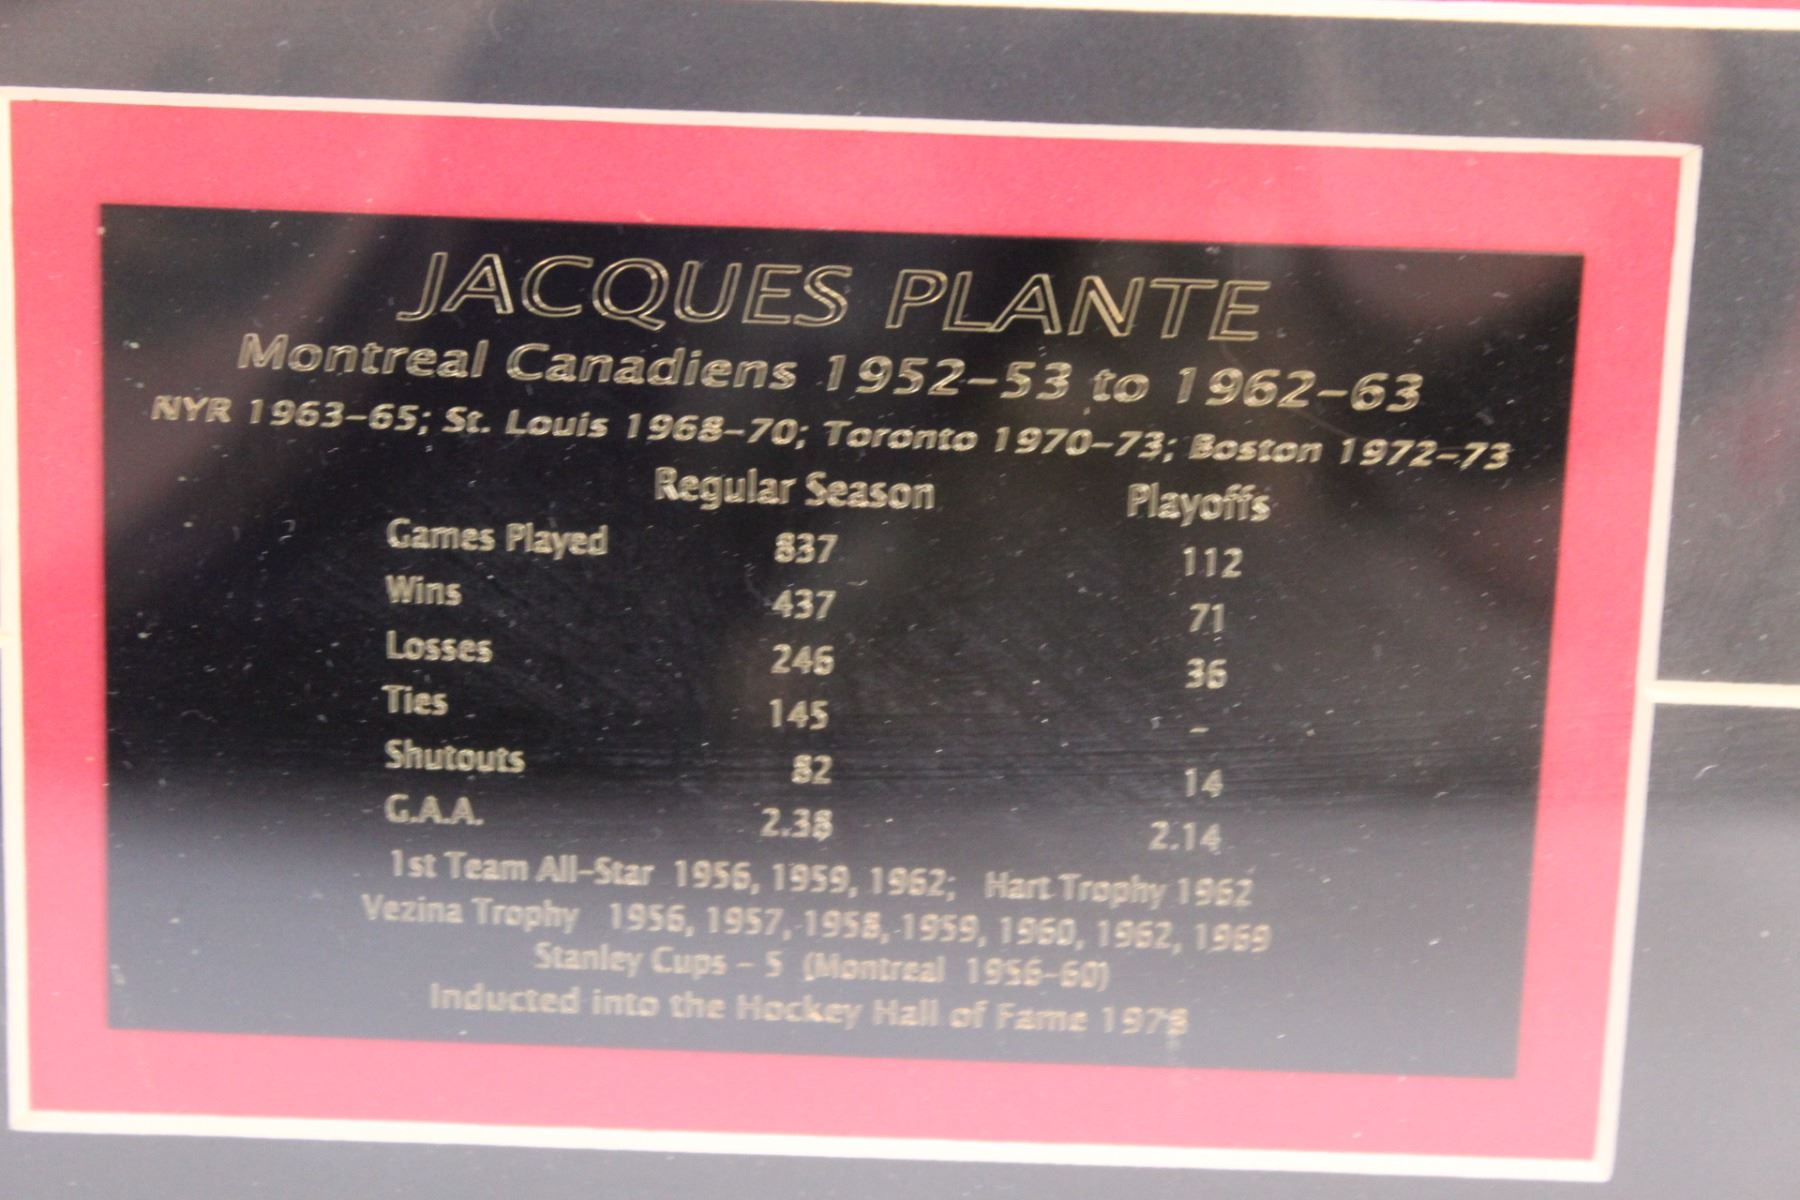 JACQUES PLANTE
Montreal Canadiens 1952-53 to 1962-63
NYR 1963-65; St. Louis 1968-70; Toronto 1970-73; Boston 1972-73
Regular Season Playoffs
Games Played 837 112
Wins 437 71
Losses 246 36
Ties 145 -
Shutouts 82 14
G.A.A. 2.38 2.14
1st Team All-Star 1956, 1959, 1962; Hart Trophy 1962
Vezina Trophy 1956, 1957, 1958, 1959, 1960, 1962, 1969
Stanley Cups - 5 (Montreal 1956-60)
Inducted into the Hockey Hall of Fame 1978